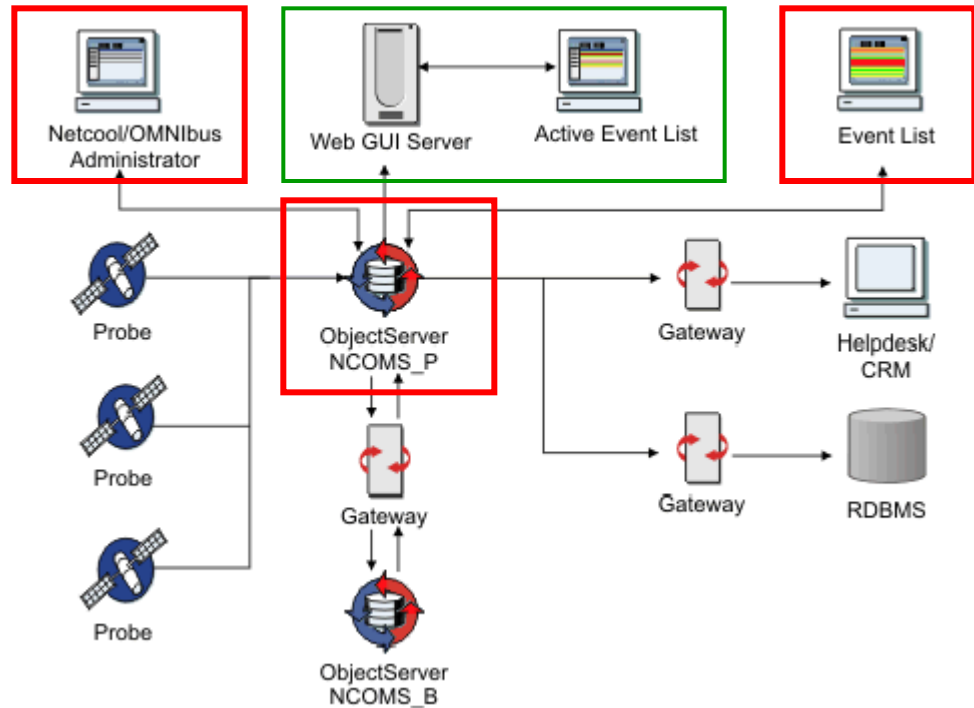 Netcool/OMNIbus
Administrator
Web GUI Server
Active Event List
Event List
Probe
ObjectServer
NCOMS_P
Gateway
Helpdesk/
CRM
Probe
Gateway
Gateway
RDBMS
Probe
ObjectServer
NCOMS_B